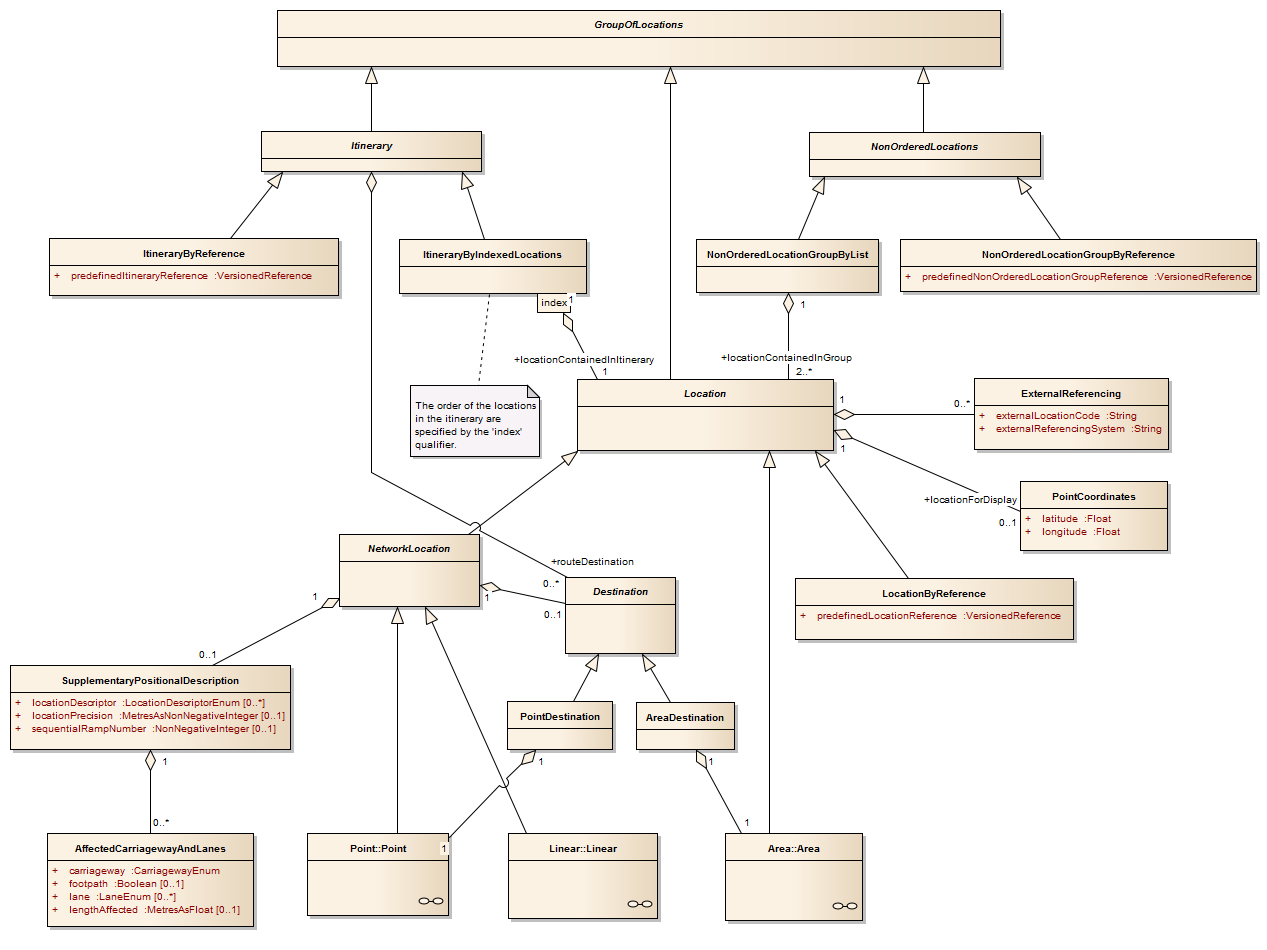 GroupOfLocations
Itinerary
NonOrderedLocations
ItineraryByReference
+ predefinedItineraryReference :VersionedReference
ItineraryByIndexedLocations
index
1
NonOrderedLocationGroupByList
1
NonOrderedLocationGroupByReference
+ predefinedNonOrderedLocationGroupReference :VersionedReference
+locationContainedInItinerary
1
+locationContainedInGroup
2..*
The order of the locations
in the itinerary are
specified by the 'index'
qualifier.
Location
1
0..*
1
ExternalReferencing
+ externalLocationCode :String
+ externalReferencingSystem :String
+locationForDisplay
0..1
PointCoordinates
+ latitude :Float
+ longitude :Float
NetworkLocation
1
1
+routeDestination
0..*
0..1
Destination
LocationByReference
+ predefinedLocationReference :VersionedReference
0..1
SupplementaryPositionalDescription
+ locationDescriptor :LocationDescriptorEnum [0..*]
+ locationPrecision :MetresAsNonNegativeInteger [0..1]
+ sequentialRampNumber :NonNegativeInteger [0..1]
1
0..*
PointDestination
1
AreaDestination
1
AffectedCarriagewayAndLanes
+ carriageway :CarriagewayEnum
+ footpath :Boolean [0..1]
+ lane :LaneEnum [0..*]
+ lengthAffected :MetresAsFloat [0..1]
Point::Point
1
Linear::Linear
1
Area::Area